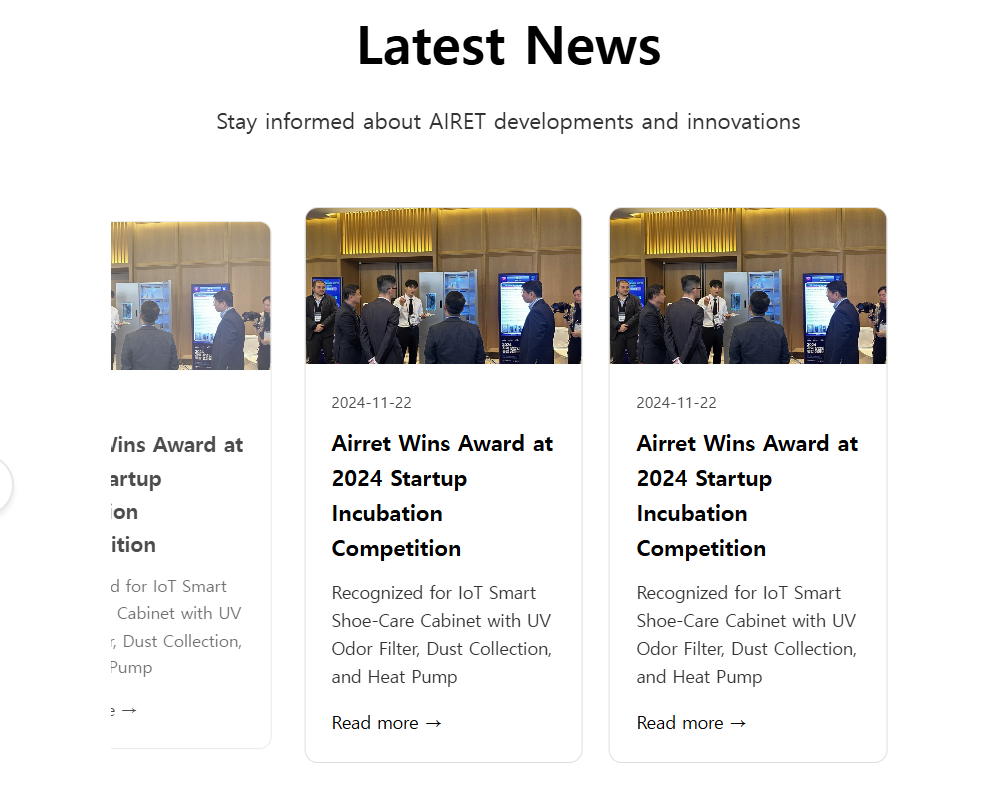 Latest News
Stay informed about AIRET developments and innovations
Wins Award at
artup
ion
ition
d for IoT Smart
Cabinet with UV
r, Dust Collection,
Pump
e →
2024-11-22
Airret Wins Award at
2024 Startup
Incubation
Competition
Recognized for IoT Smart
Shoe-Care Cabinet with UV
Odor Filter, Dust Collection,
and Heat Pump
Read more →
2024-11-22
Airret Wins Award at
2024 Startup
Incubation
Competition
Recognized for IoT Smart
Shoe-Care Cabinet with UV
Odor Filter, Dust Collection,
and Heat Pump
Read more →